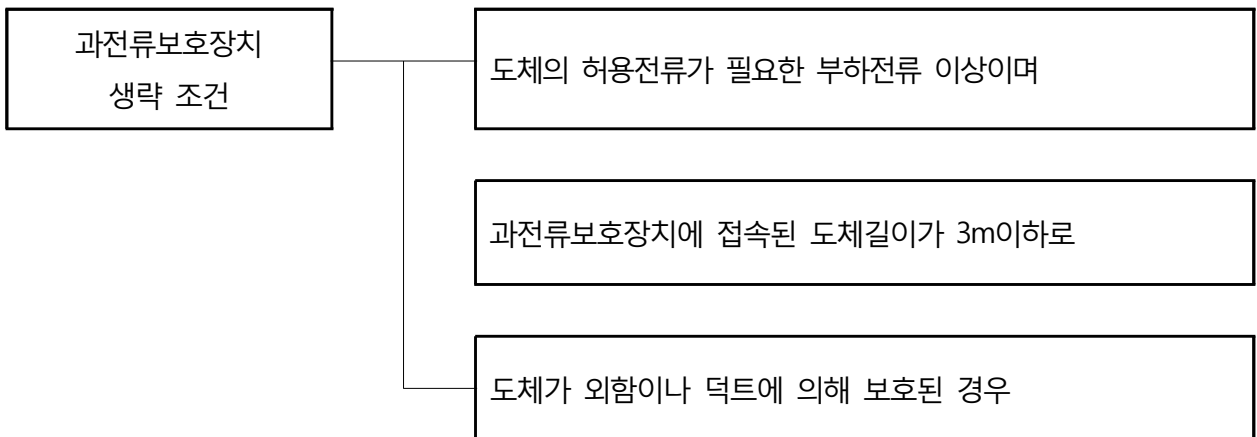 과전류보호장치
생략 조건
도체의 허용전류가 필요한 부하전류 이상이며
과전류보호장치에 접속된 도체길이가 3m이하로
도체가 외함이나 덕트에 의해 보호된 경우